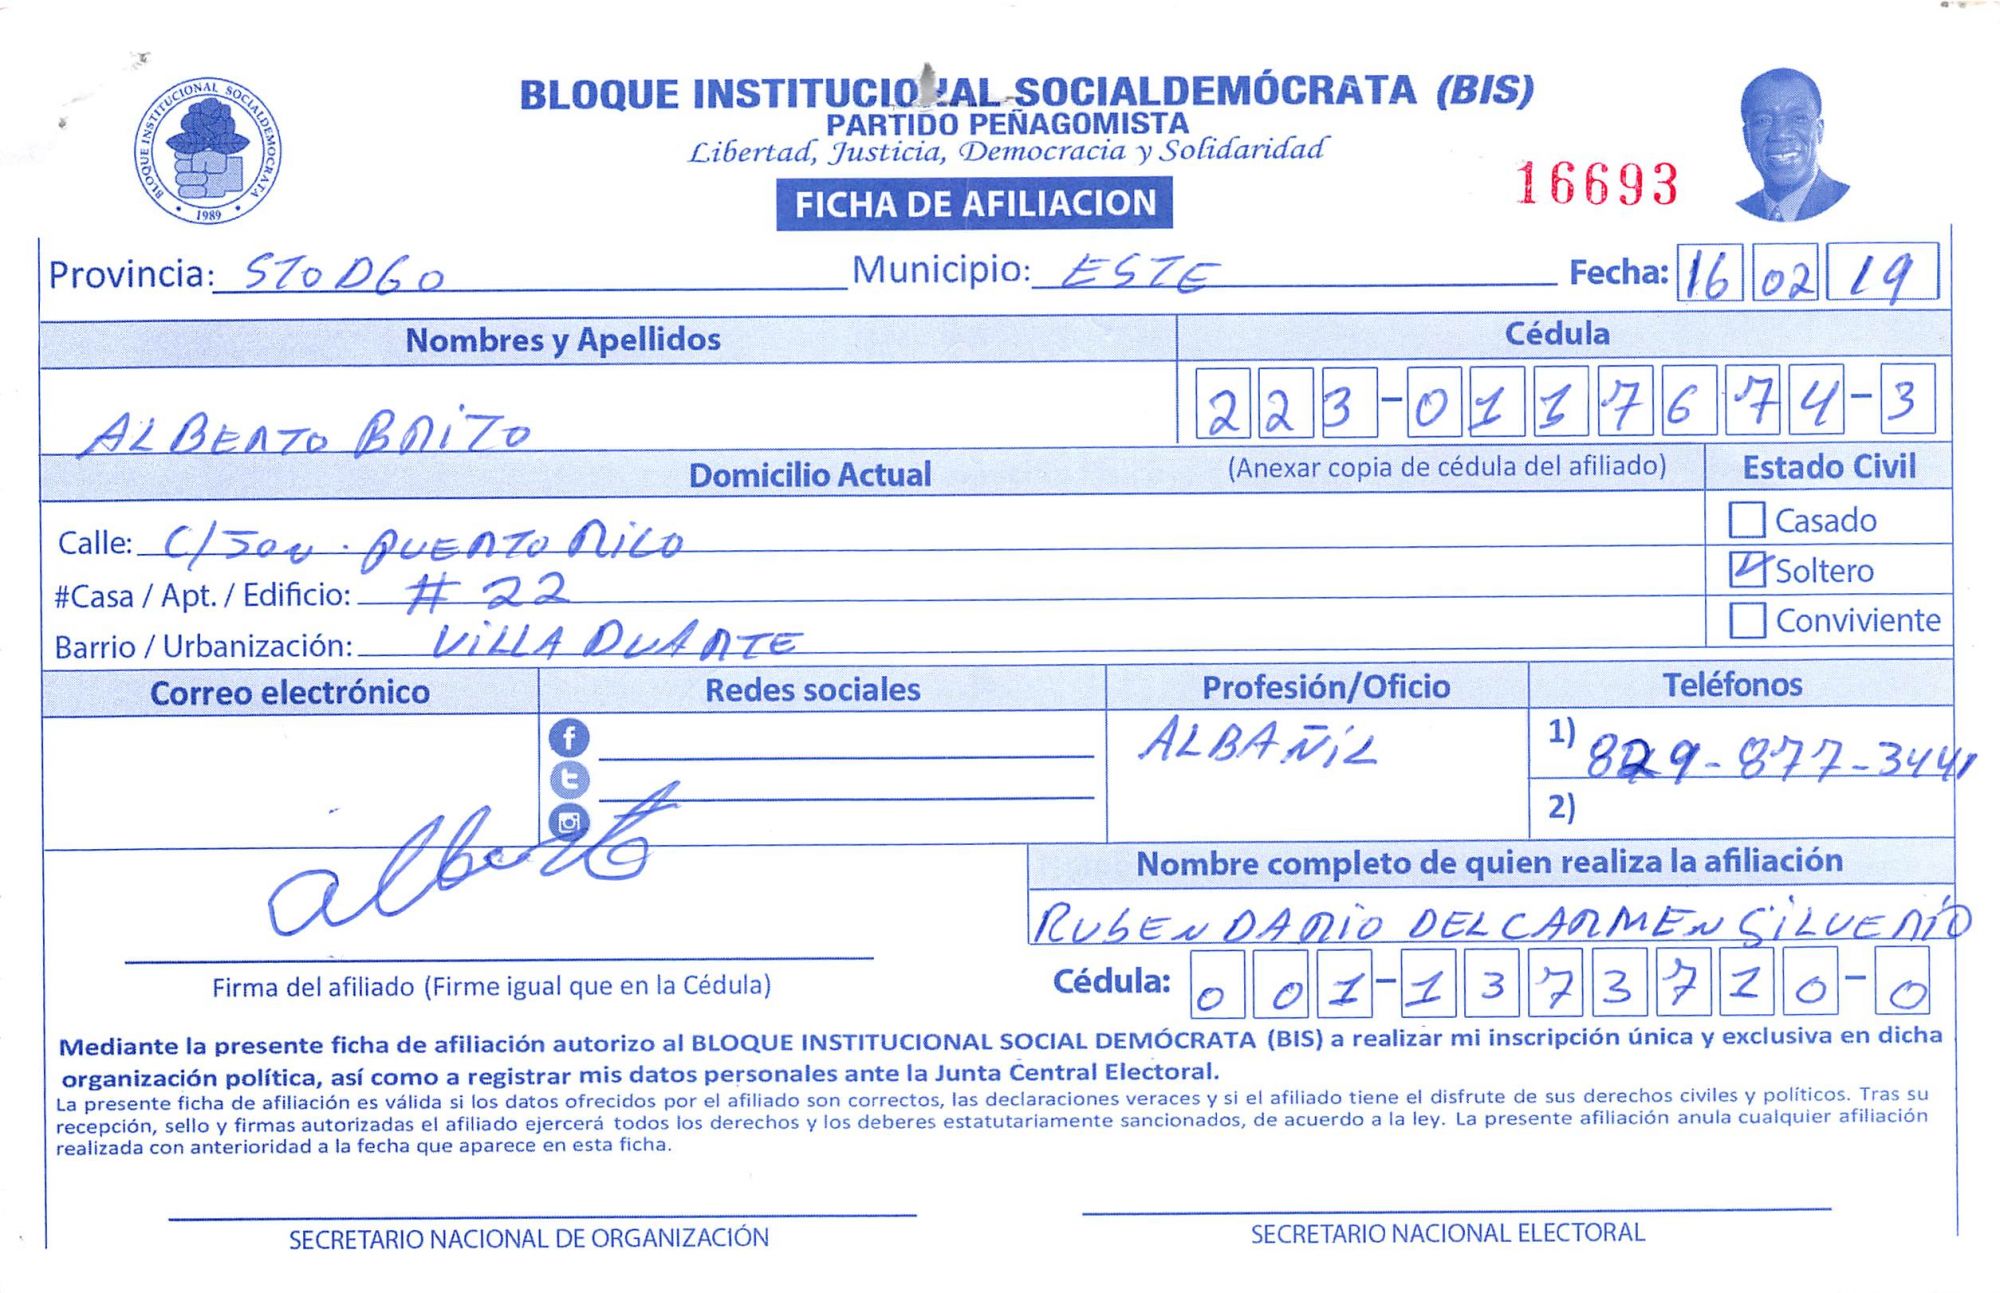 BLOQUE INSTITUCIONAL SOCIALDEMÓCRATA (BIS)
PARTIDO PEÑAGOMISTA
Libertad, Justicia, Democracia y Solidaridad
BLOQUE INSTITUCIONAL SOCIALDEMOCRATA
1989
16693
FICHA DE AFILIACION
Provincia: STO DGO Municipio: ESTE Fecha: 16 02 19
Nombres y Apellidos Cédula
ALBERTO BRITO 223-0117674-3
Domicilio Actual (Anexar copia de cédula del afiliado) Estado Civil
Calle: C/ PUERTO RICO
Casado
#Casa / Apt. / Edificio: # 22
Soltero
Barrio / Urbanización: VILLA DUARTE
Conviviente
Correo electrónico Redes sociales Profesión/Oficio Teléfonos
ALBAÑIL 1) 829-877-3441
2)
alberto
Nombre completo de quien realiza la afiliación
RUBEN DARIO DEL CARMEN SILVERIO
Firma del afiliado (Firme igual que en la Cédula) Cédula: 001-1373710-0
Mediante la presente ficha de afiliación autorizo al BLOQUE INSTITUCIONAL SOCIAL DEMÓCRATA (BIS) a realizar mi inscripción única y exclusiva en dicha
organización política, así como a registrar mis datos personales ante la Junta Central Electoral.
La presente ficha de afiliación es válida si los datos ofrecidos por el afiliado son correctos, las declaraciones veraces y si el afiliado tiene el disfrute de sus derechos civiles y políticos. Tras su
recepción, sello y firmas autorizadas el afiliado ejercerá todos los derechos y los deberes estatutariamente sancionados, de acuerdo a la ley. La presente afiliación anula cualquier afiliación
realizada con anterioridad a la fecha que aparece en esta ficha.
SECRETARIO NACIONAL DE ORGANIZACIÓN SECRETARIO NACIONAL ELECTORAL